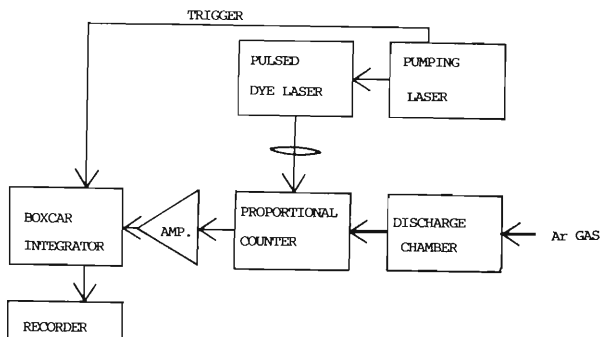 TRIGGER
PULSED
DYE LASER
PUMPING
LASER
BOXCAR
INTEGRATOR
AMP.
PROPORTIONAL
COUNTER
DISCHARGE
CHAMBER
Ar GAS
RECORDER